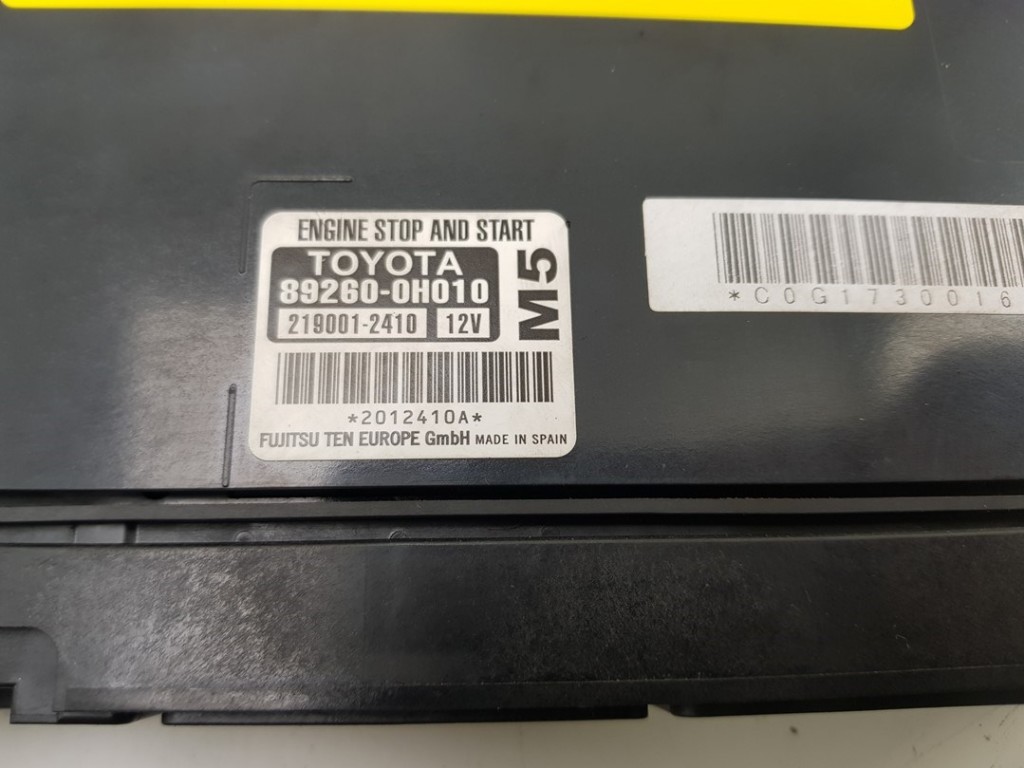 ENGINE STOP AND START
TOYOTA
89260-0H010
219001-2410 12V
M5
*2012410A*
FUJITSU TEN EUROPE GmbH MADE IN SPAIN
*C0G1730016